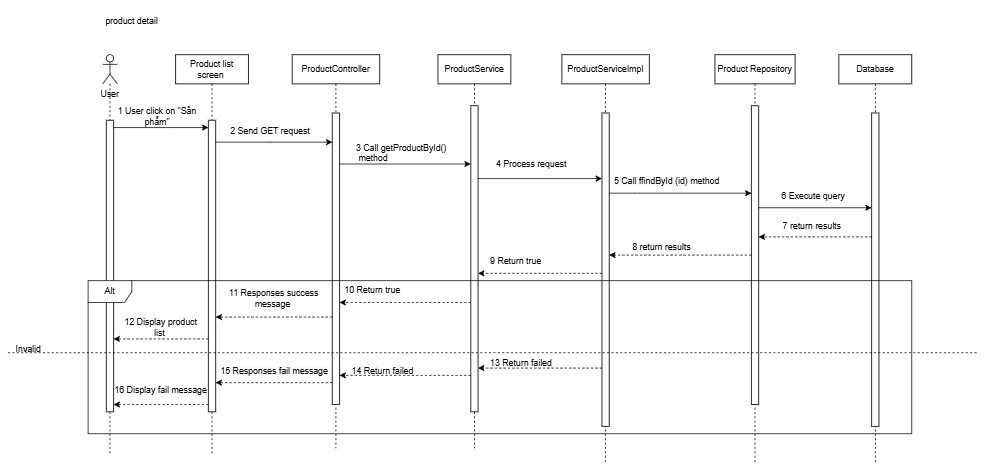 product detail
Product list
screen
ProductController
ProductService
ProductServiceImpl
Product Repository
Database
User
1 User click on "Sản
phẩm"
2 Send GET request
3 Call getProductById()
method
4 Process request
5 Call ffindById (id) method
6 Execute query
7 return results
8 return results
9 Return true
Alt
10 Return true
11 Responses success
message
12 Display product
list
Invalid
13 Return failed
14 Return failed
15 Responses fail message
16 Display fail message